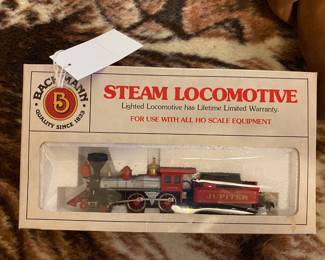 BACHMANN
B
QUALITY SINCE 1833
STEAM LOCOMOTIVE
Lighted Locomotive has Lifetime Limited Warranty.
FOR USE WITH ALL HO SCALE EQUIPMENT
JUPITER